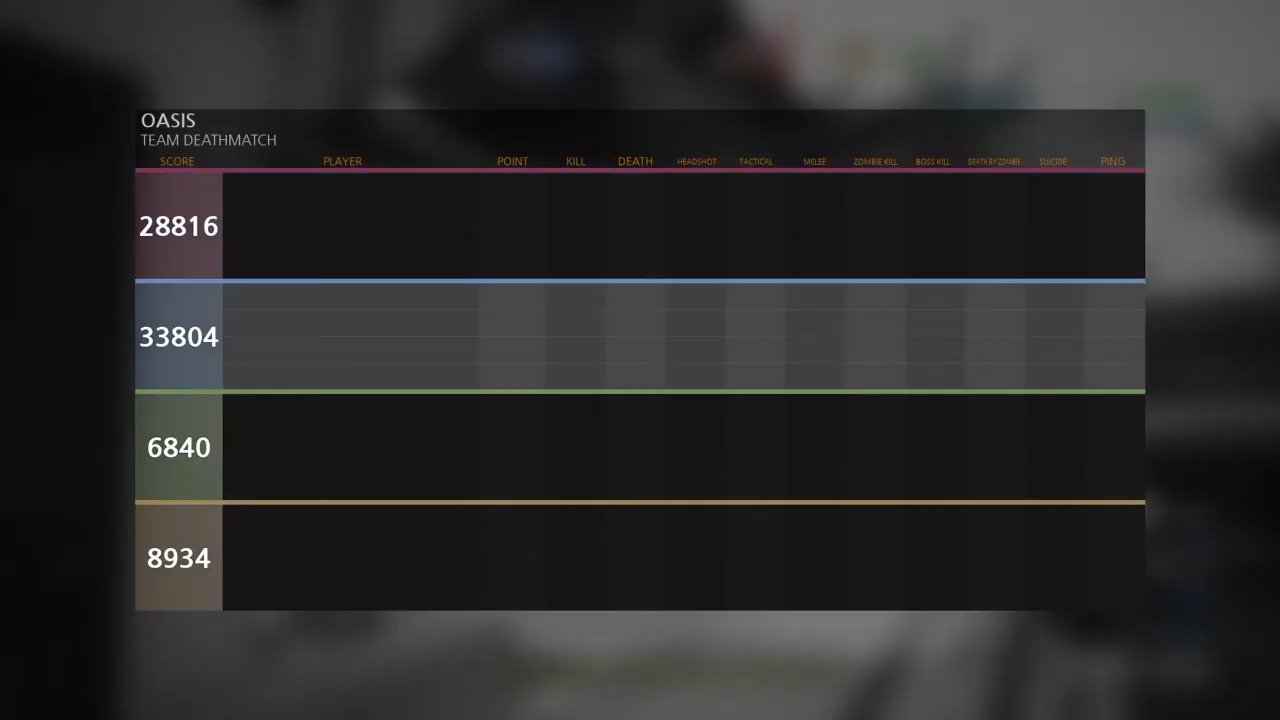 OASIS
TEAM DEATHMATCH
SCORE PLAYER POINT KILL DEATH HEADSHOT TACTICAL MELEE ZOMBIE KILL BOSS KILL DEATH BY ZOMBIE SUICIDE PING
28816
33804
6840
8934